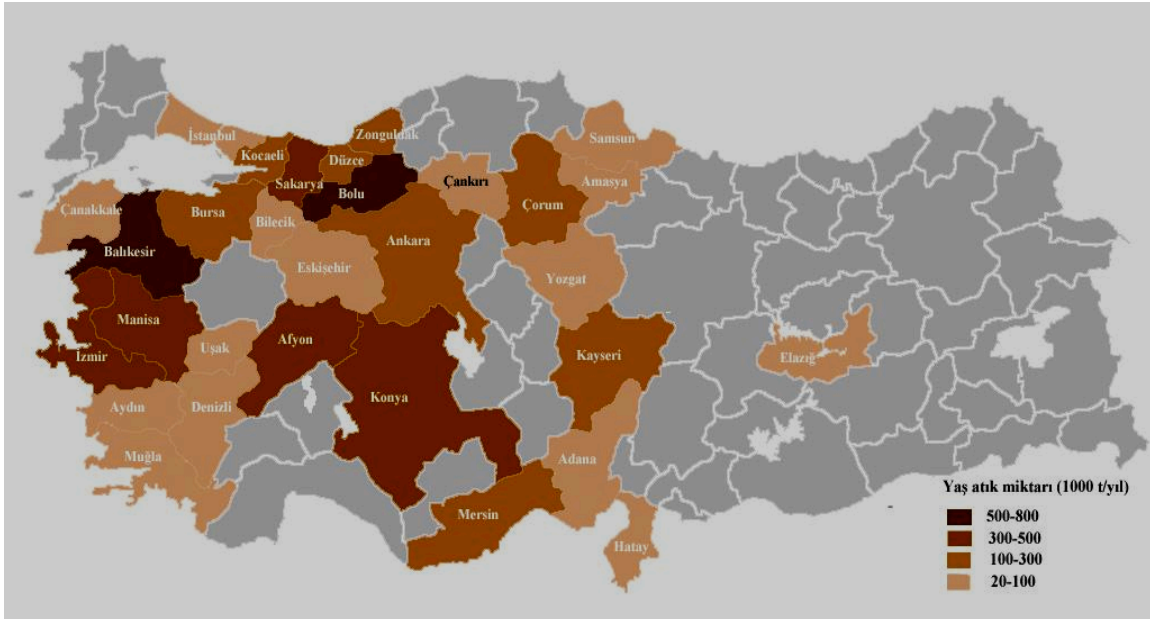 İstanbul
Zonguldak
Kocaeli
Düzce
Sakarya
Bolu
Çankırı
Samsun
Amasya
Çorum
Çanakkale
Bursa
Bilecik
Ankara
Balıkesir
Eskişehir
Yozgat
Manisa
Uşak
Afyon
İzmir
Kayseri
Elazığ
Konya
Aydın
Denizli
Muğla
Adana
Mersin
Hatay
Yaş atık miktarı (1000 t/yıl)
500-800
300-500
100-300
20-100